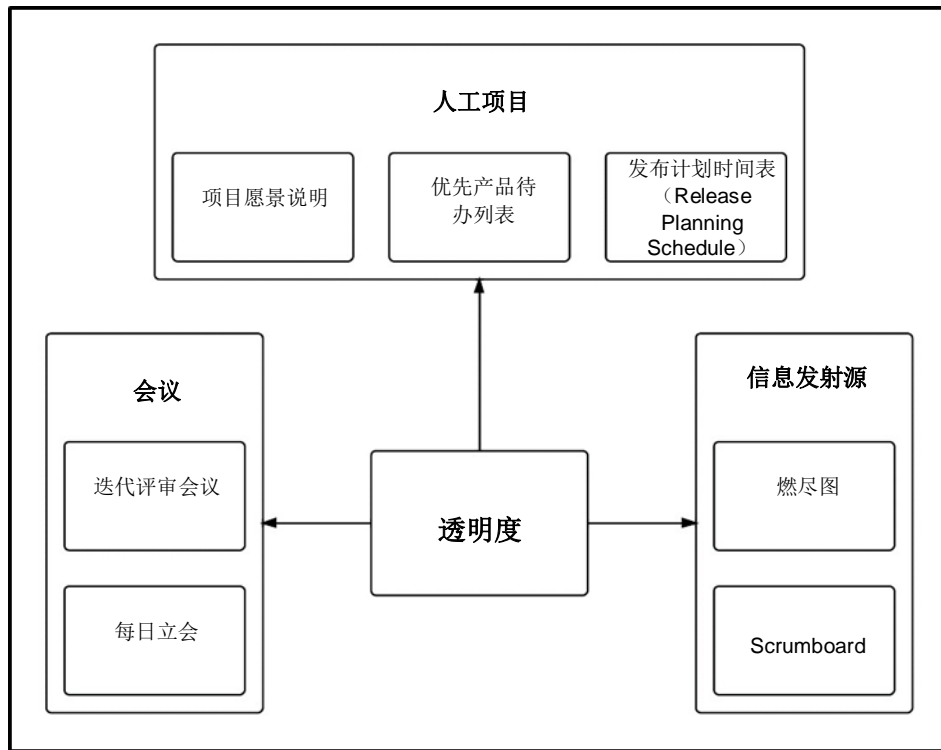 人工项目
项目愿景说明
优先产品待
办列表
发布计划时间表
（Release
Planning
Schedule）
会议
迭代评审会议
每日立会
透明度
信息发射源
燃尽图
Scrumboard